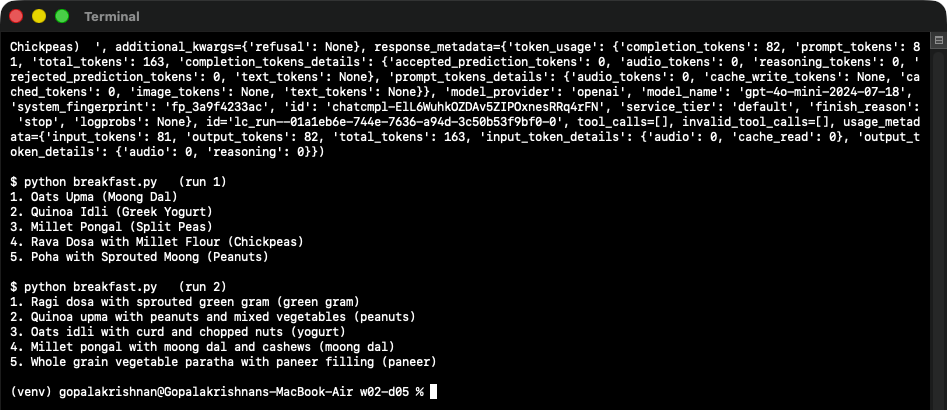 Terminal
Chickpeas)  ', additional_kwargs={'refusal': None}, response_metadata={'token_usage': {'completion_tokens': 82, 'prompt_tokens': 8
1, 'total_tokens': 163, 'completion_tokens_details': {'accepted_prediction_tokens': 0, 'audio_tokens': 0, 'reasoning_tokens': 0, '
rejected_prediction_tokens': 0, 'text_tokens': None}, 'prompt_tokens_details': {'audio_tokens': 0, 'cache_write_tokens': None, 'ca
ched_tokens': 0, 'image_tokens': None, 'text_tokens': None}}, 'model_provider': 'openai', 'model_name': 'gpt-4o-mini-2024-07-18',
'system_fingerprint': 'fp_3a9f4233ac', 'id': 'chatcmpl-ElL6WuhkOZDAv5ZIPOxnesRRq4rFN', 'service_tier': 'default', 'finish_reason':
 'stop', 'logprobs': None}, id='lc_run--01a1eb6e-744e-7636-a94d-3c50b53f9bf0-0', tool_calls=[], invalid_tool_calls=[], usage_metad
ata={'input_tokens': 81, 'output_tokens': 82, 'total_tokens': 163, 'input_token_details': {'audio': 0, 'cache_read': 0}, 'output_t
oken_details': {'audio': 0, 'reasoning': 0}})
$ python breakfast.py   (run 1)
1. Oats Upma (Moong Dal)
2. Quinoa Idli (Greek Yogurt)
3. Millet Pongal (Split Peas)
4. Rava Dosa with Millet Flour (Chickpeas)
5. Poha with Sprouted Moong (Peanuts)
$ python breakfast.py   (run 2)
1. Ragi dosa with sprouted green gram (green gram)
2. Quinoa upma with peanuts and mixed vegetables (peanuts)
3. Oats idli with curd and chopped nuts (yogurt)
4. Millet pongal with moong dal and cashews (moong dal)
5. Whole grain vegetable paratha with paneer filling (paneer)
(venv) gopalakrishnan@Gopalakrishnans-MacBook-Air w02-d05 %